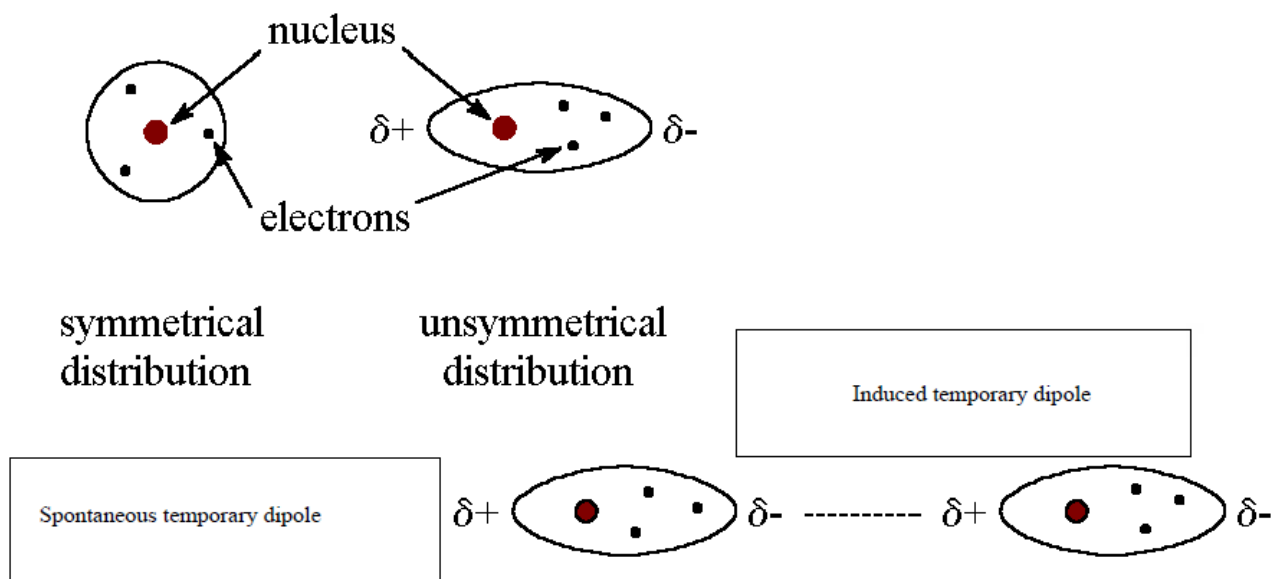 nucleus
δ+
δ-
electrons
symmetrical
distribution
unsymmetrical
distribution
Induced temporary dipole
Spontaneous temporary dipole
δ+
δ- ---------- δ+
δ-